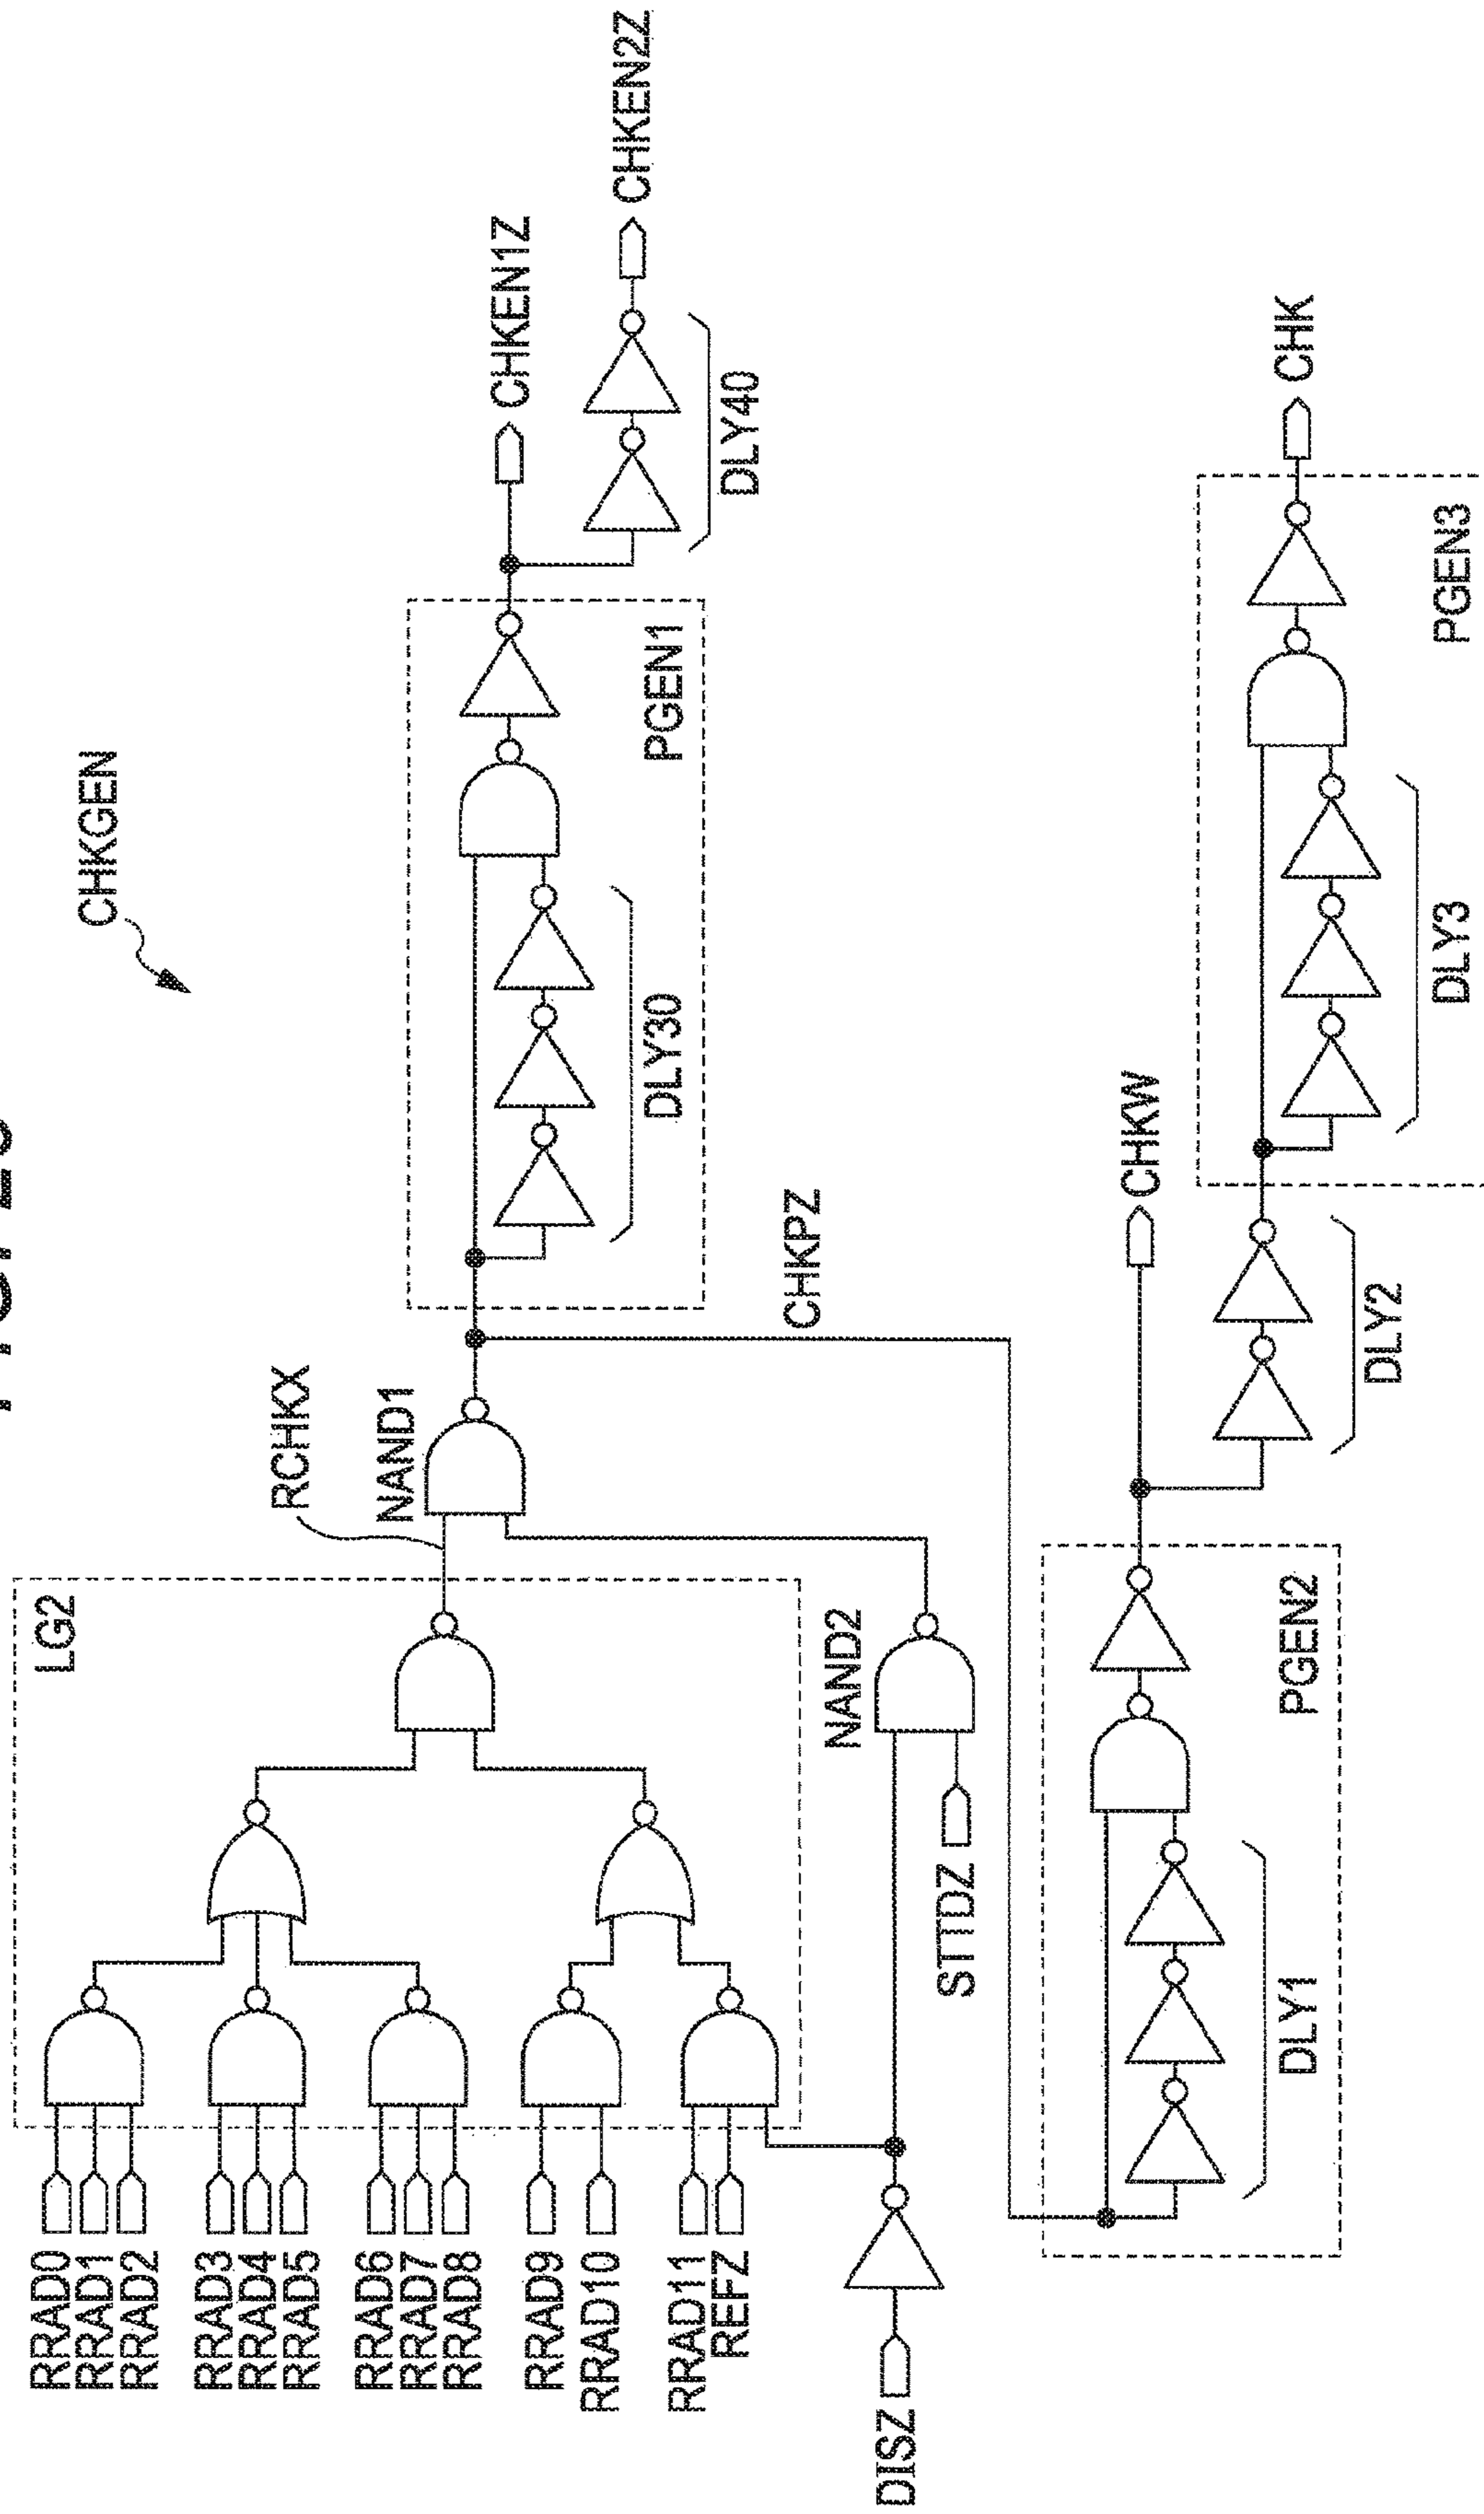 CHKGEN
LG2
RRAD0
RRAD1
RRAD2
RRAD3
RRAD4
RRAD5
RRAD6
RRAD7
RRAD8
RRAD9
RRAD10
RRAD11
REFZ
DISZ
STTDZ
RCHKX
NAND1
NAND2
CHKPZ
DLY30
PGEN1
CHKEN1Z
CHKEN2Z
DLY40
DLY1
PGEN2
CHKW
DLY2
DLY3
PGEN3
CHK